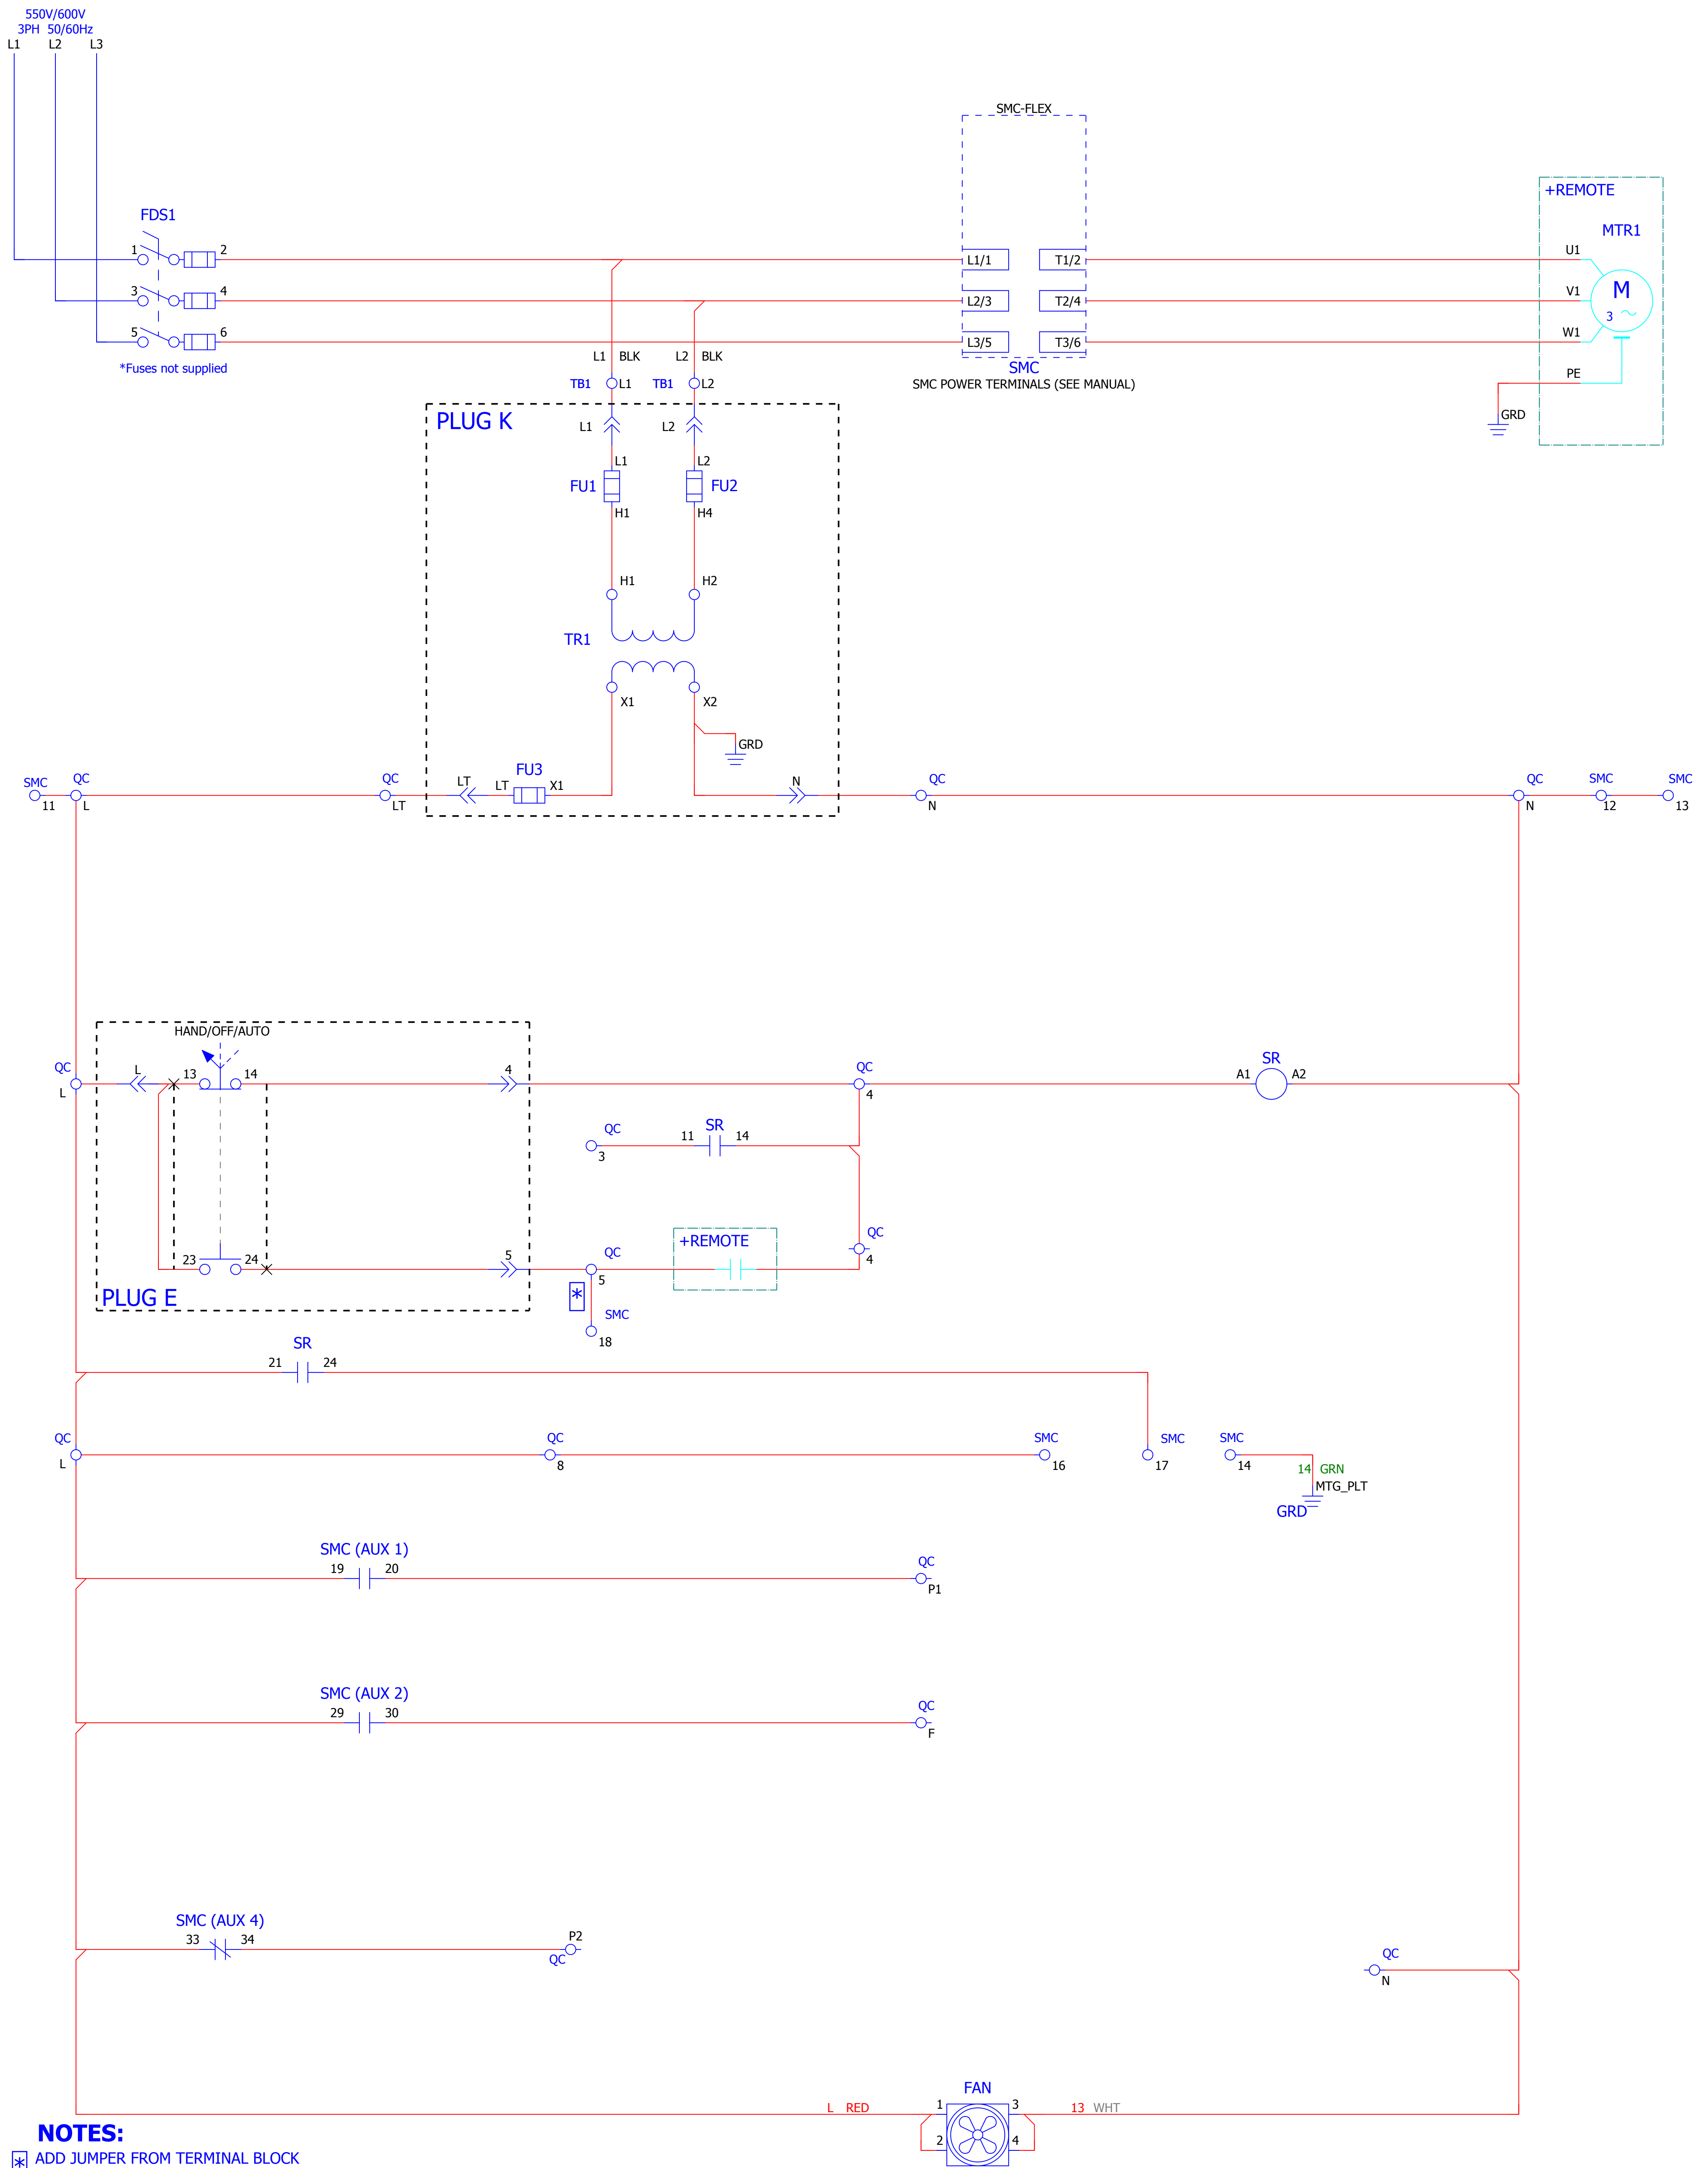 550V/600V
3PH 50/60Hz
L1 L2 L3
SMC-FLEX
+REMOTE
MTR1
FDS1
1 2
3 4
5 6
*Fuses not supplied
L1/1 T1/2
L2/3 T2/4
L3/5 T3/6
SMC
SMC POWER TERMINALS (SEE MANUAL)
U1
V1
W1
PE
M
3
GRD
L1 BLK L2 BLK
TB1 L1 TB1 L2
PLUG K
L1 L2
L1 L2
FU1 FU2
H1 H4
H1 H2
TR1
X1 X2
GRD
FU3
LT LT X1 N
SMC QC QC QC QC SMC SMC
11 L LT N N 12 13
HAND/OFF/AUTO
QC L 13 14 4 QC SR
L 4 A1 A2
QC SR
3 11 14
+REMOTE QC
4
23 24 5 QC
5
PLUG E
*
SMC
18
SR
21 24
QC QC SMC SMC SMC
L 8 16 17 14
14 GRN
MTG_PLT
GRD
SMC (AUX 1)
19 20 QC
P1
SMC (AUX 2)
29 30 QC
F
SMC (AUX 4)
33 34 P2
QC
QC
N
FAN
L RED 1 3 13 WHT
2 4
NOTES:
* ADD JUMPER FROM TERMINAL BLOCK